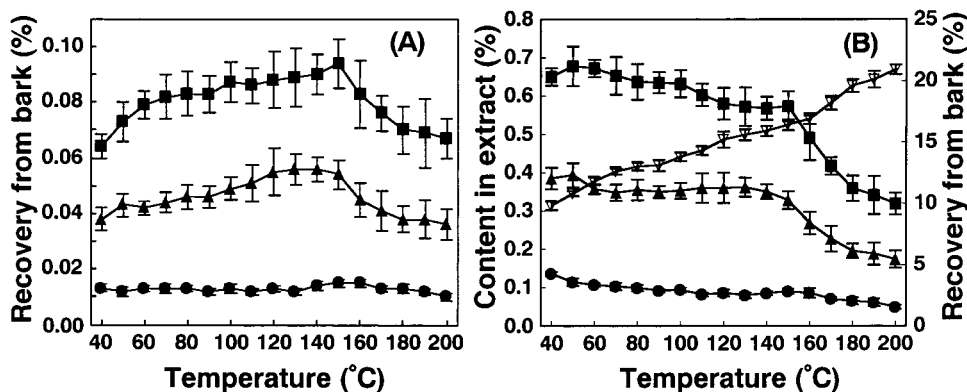 Recovery from bark (%)
0.10
0.08
0.06
0.04
0.12
0.00
(A)
40 60 80 100 120 140 160 180 200
Temperature (°C)
Content in extract (%)
0.8
0.7
0.6
0.5
0.4
0.3
0.2
0.1
0.0
(B)
25
20
15
10
5
0
Recovery from bark (%)
40 60 80 100 120 140 160 180 200
Temperature (°C)